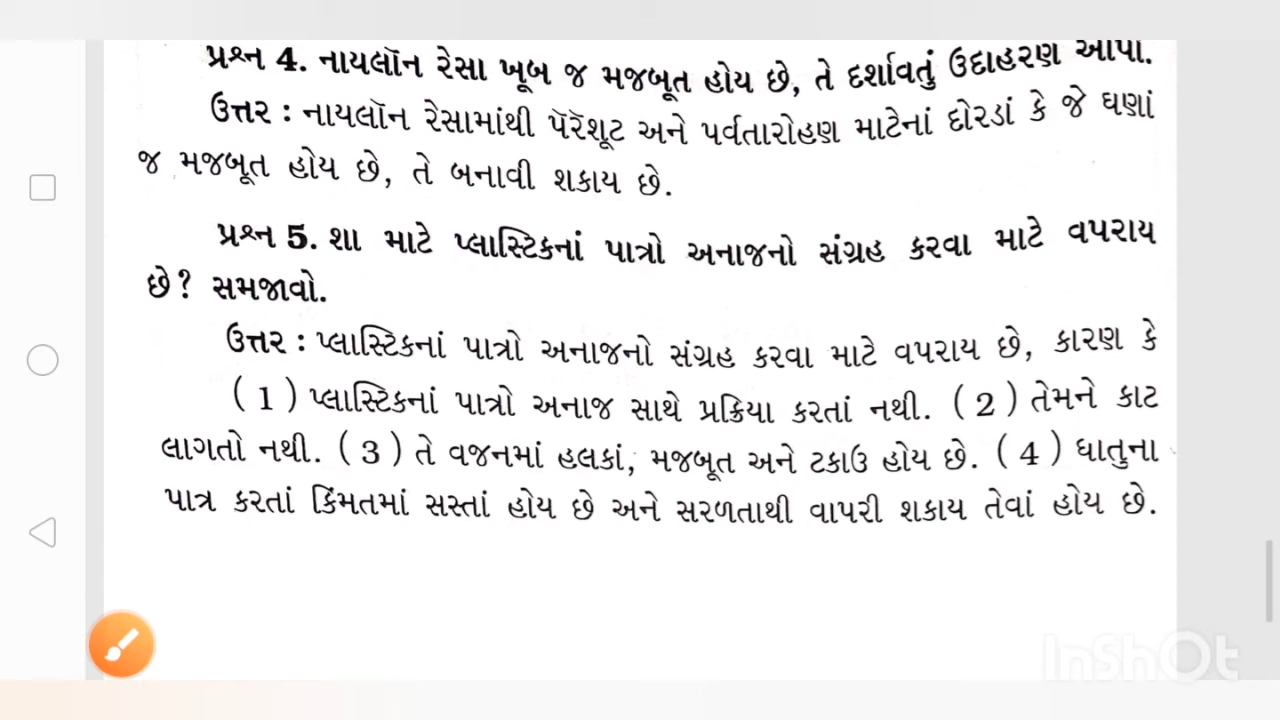 પ્રશ્ન 4. નાયલૉન રેસા ખૂબ જ મજબૂત હોય છે, તે દર્શાવતું ઉદાહરણ આપો.
ઉત્તર : નાયલૉન રેસામાંથી પૅરૅશૂટ અને પર્વતારોહણ માટેનાં દોરડાં કે જે ઘણાં
જ મજબૂત હોય છે, તે બનાવી શકાય છે.
પ્રશ્ન 5. શા માટે પ્લાસ્ટિકનાં પાત્રો અનાજનો સંગ્રહ કરવા માટે વપરાય
છે? સમજાવો.
ઉત્તર : પ્લાસ્ટિકનાં પાત્રો અનાજનો સંગ્રહ કરવા માટે વપરાય છે, કારણ કે
( 1 ) પ્લાસ્ટિકનાં પાત્રો અનાજ સાથે પ્રક્રિયા કરતાં નથી. ( 2 ) તેમને કાટ
લાગતો નથી. ( 3 ) તે વજનમાં હલકાં, મજબૂત અને ટકાઉ હોય છે. ( 4 ) ધાતુના
પાત્ર કરતાં કિંમતમાં સસ્તાં હોય છે અને સરળતાથી વાપરી શકાય તેવાં હોય છે.
InShOt